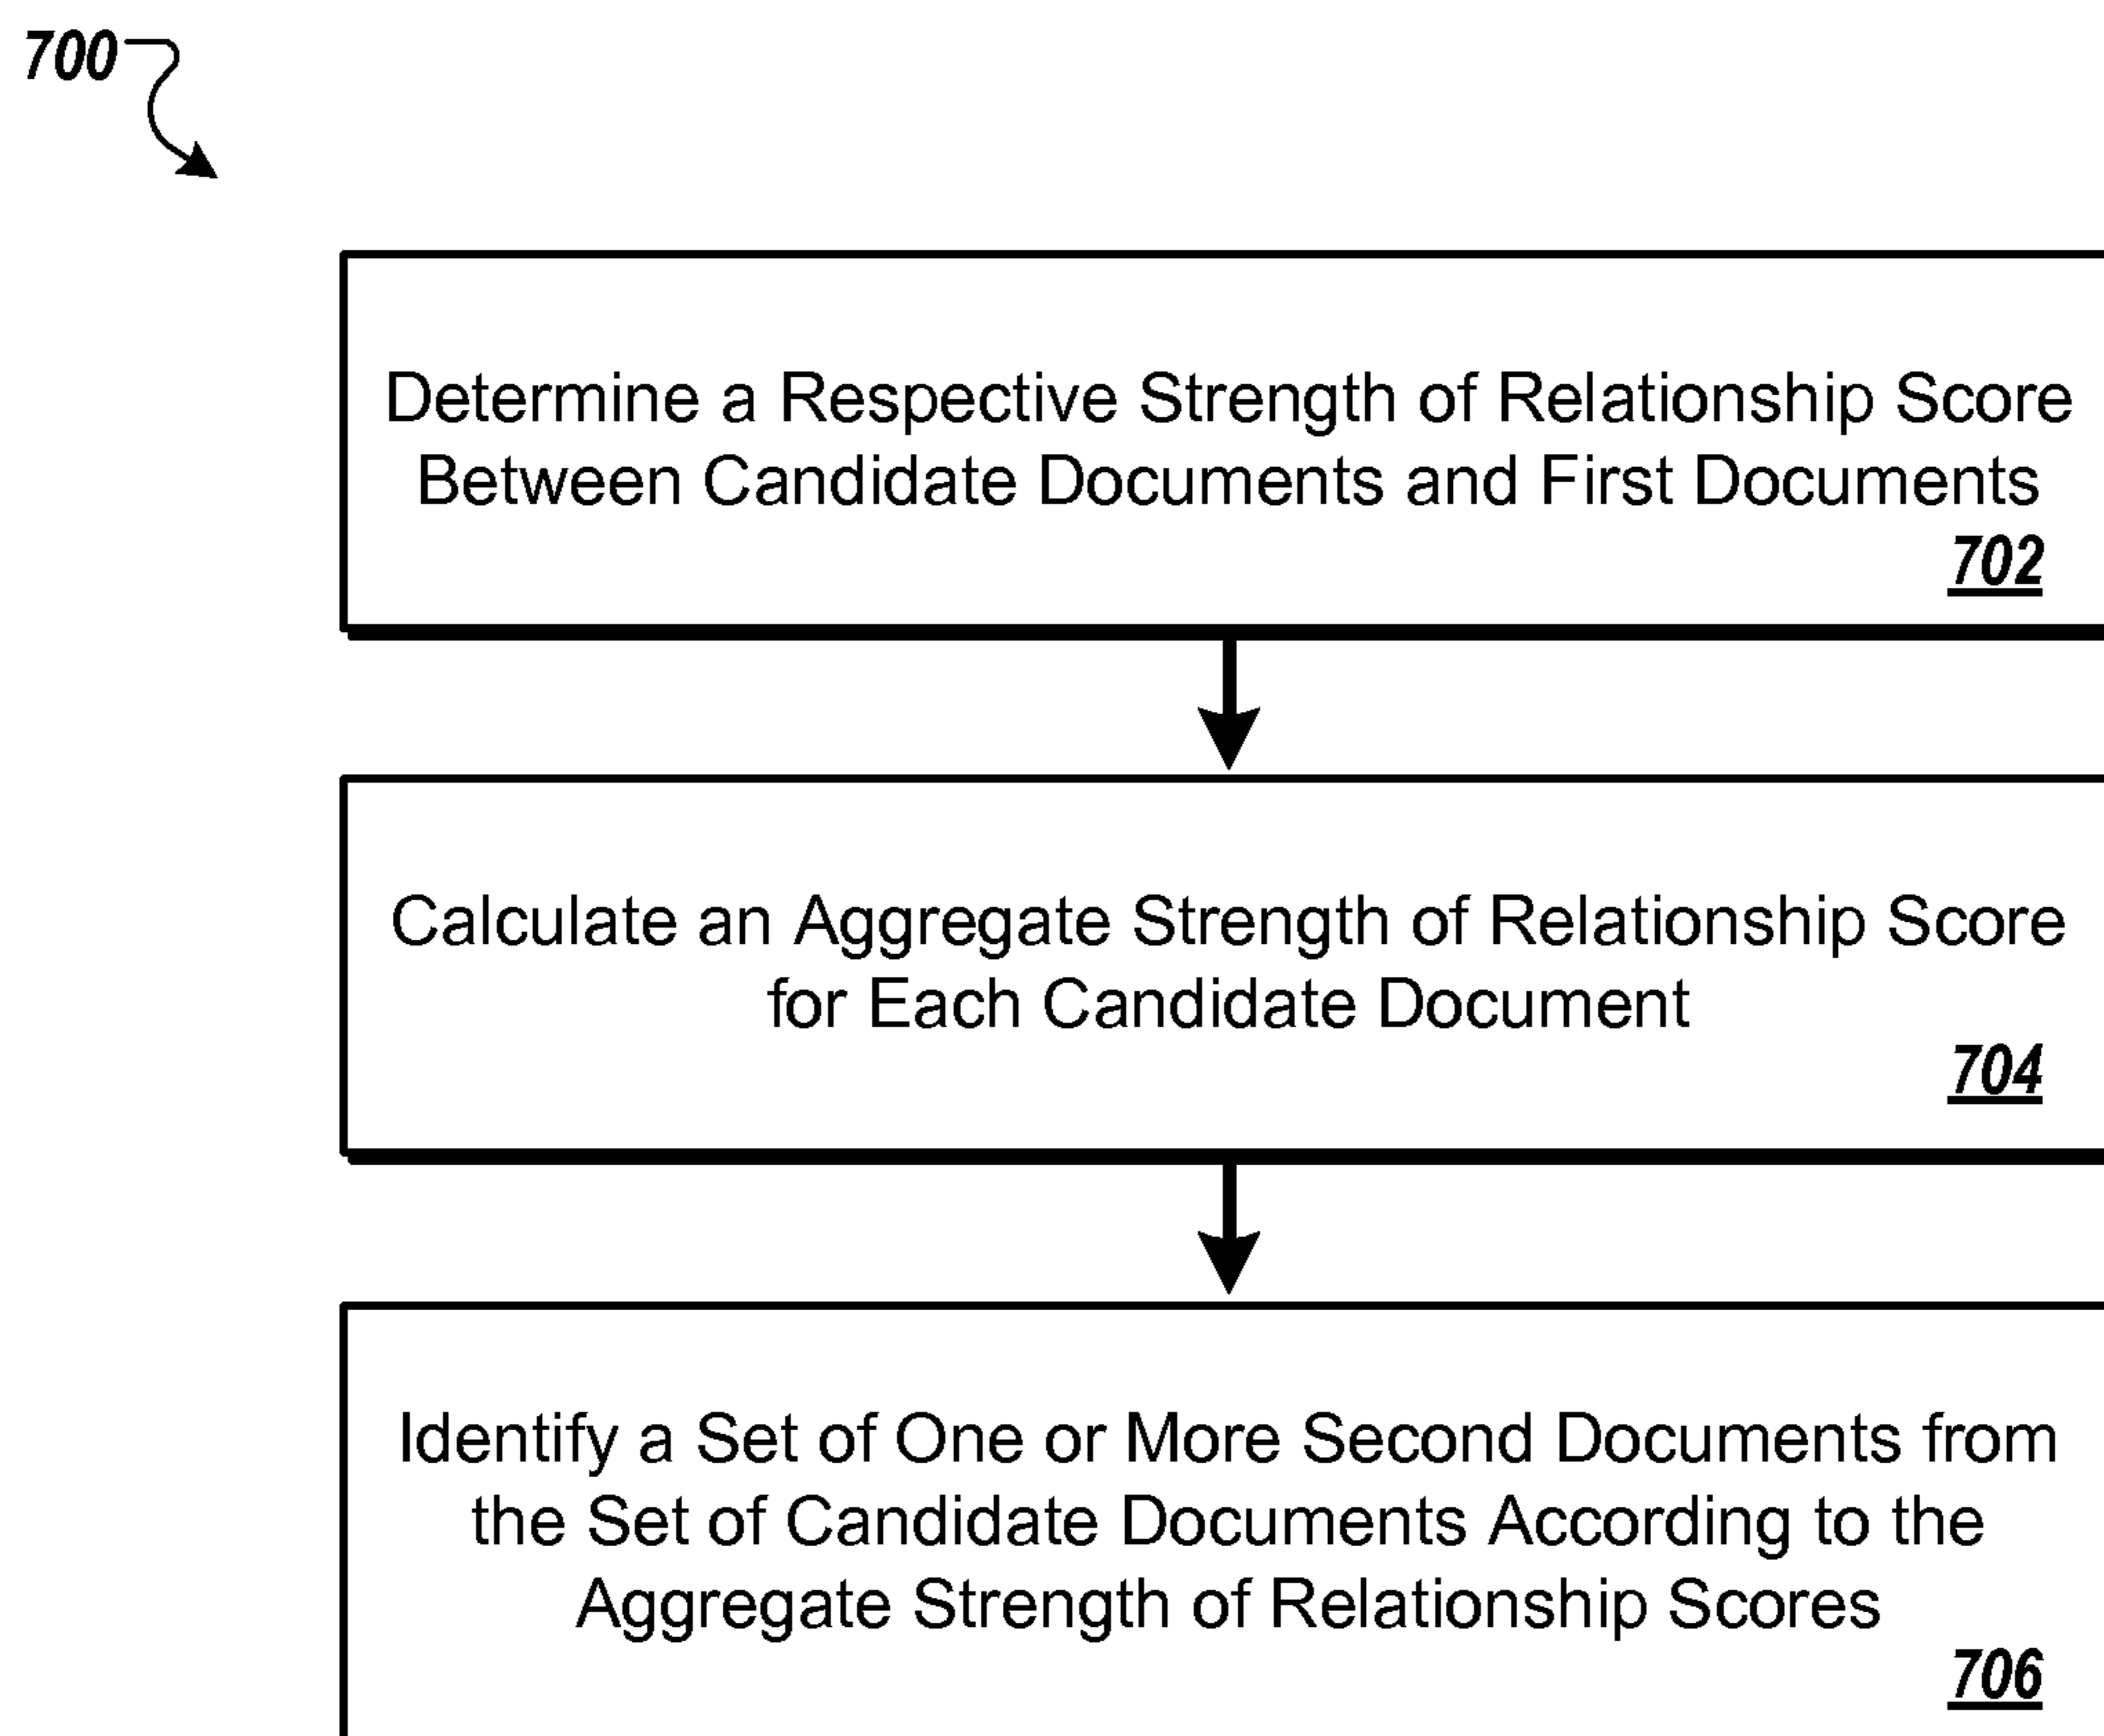 700
Determine a Respective Strength of Relationship Score
Between Candidate Documents and First Documents
702
Calculate an Aggregate Strength of Relationship Score
for Each Candidate Document
704
Identify a Set of One or More Second Documents from
the Set of Candidate Documents According to the
Aggregate Strength of Relationship Scores
706